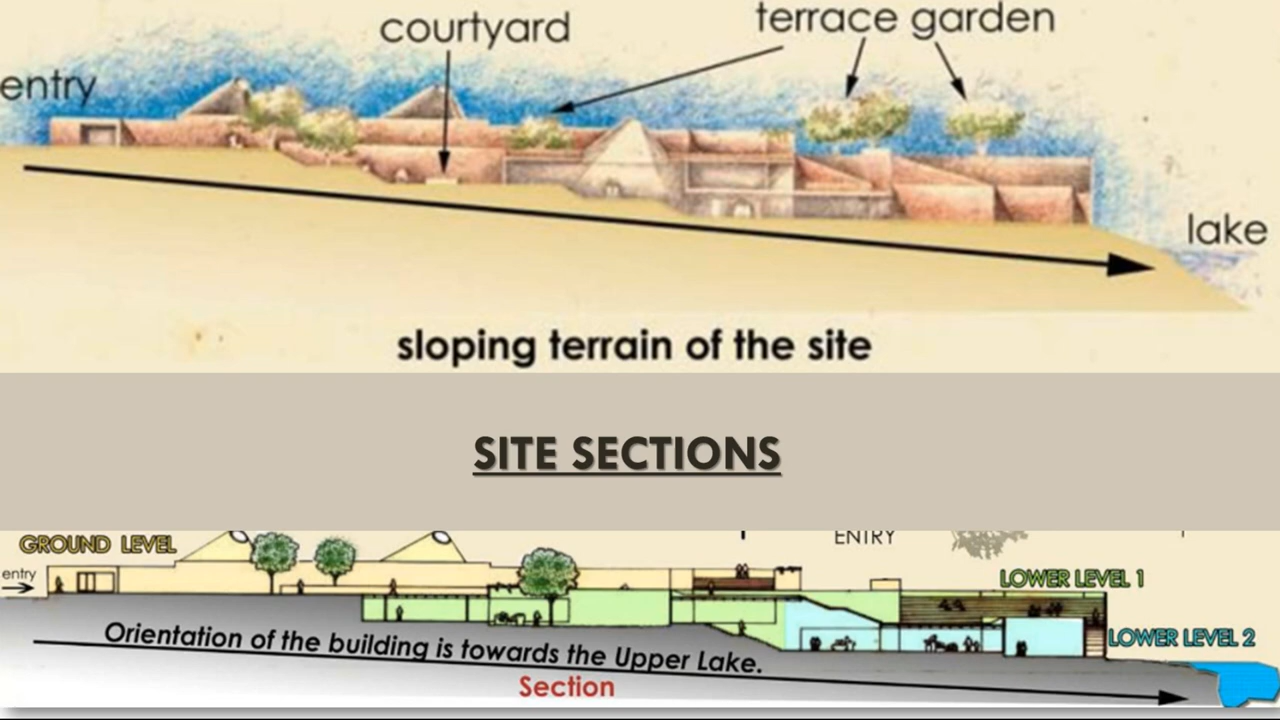 courtyard
terrace garden
entry
lake
sloping terrain of the site
SITE SECTIONS
ENTRY
GROUND LEVEL
entry
LOWER LEVEL 1
LOWER LEVEL 2
Orientation of the building is towards the Upper Lake.
Section